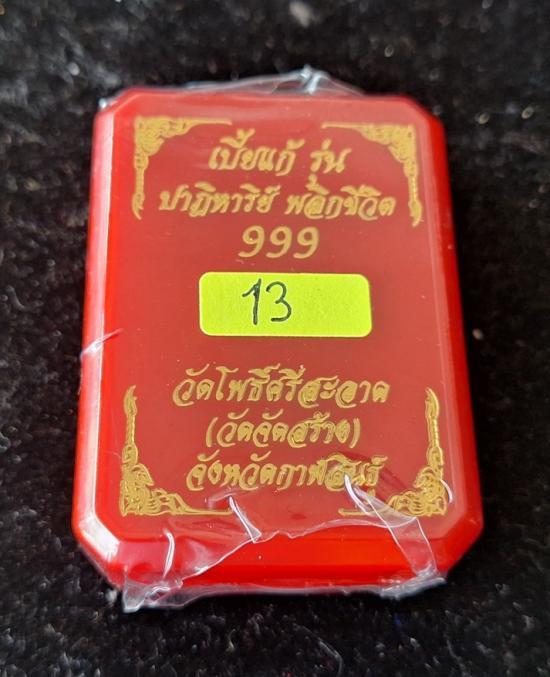 เบี้ยแก้ รุ่น
ปาฏิหาริย์ พลิกชีวิต
999
13
วัดโพธิ์ศรีสะอาด
(วัดจัดสร้าง)
จังหวัดกาฬสินธุ์